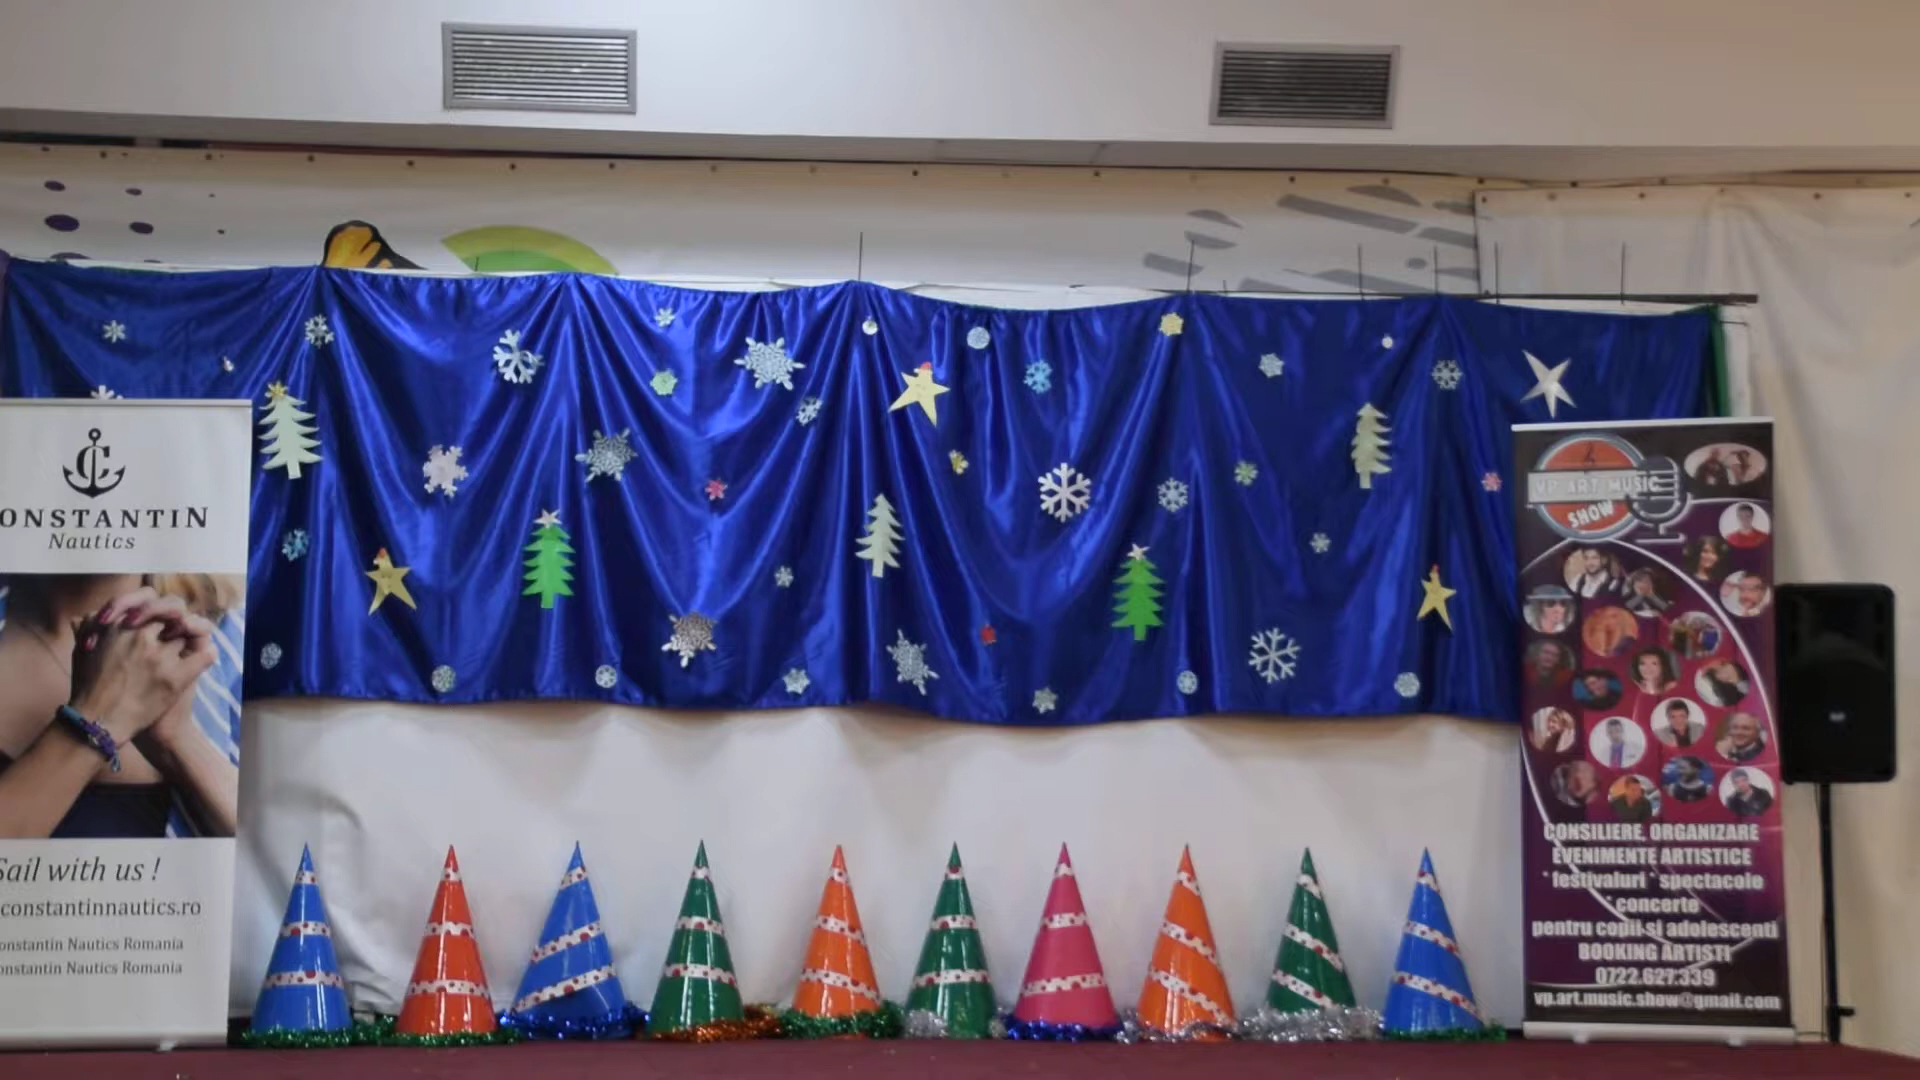 ONSTANTIN
Nautics
Sail with us !
constantinnautics.ro
onstantin Nautics Romania
onstantin Nautics Romania
VP ART MUSIC
SHOW
CONSILIERE, ORGANIZARE
EVENIMENTE ARTISTICE
* festivaluri * spectacole
* concerte
pentru copii si adolescenti
BOOKING ARTISTI
0722.627.339
vp.art.music.show@gmail.com